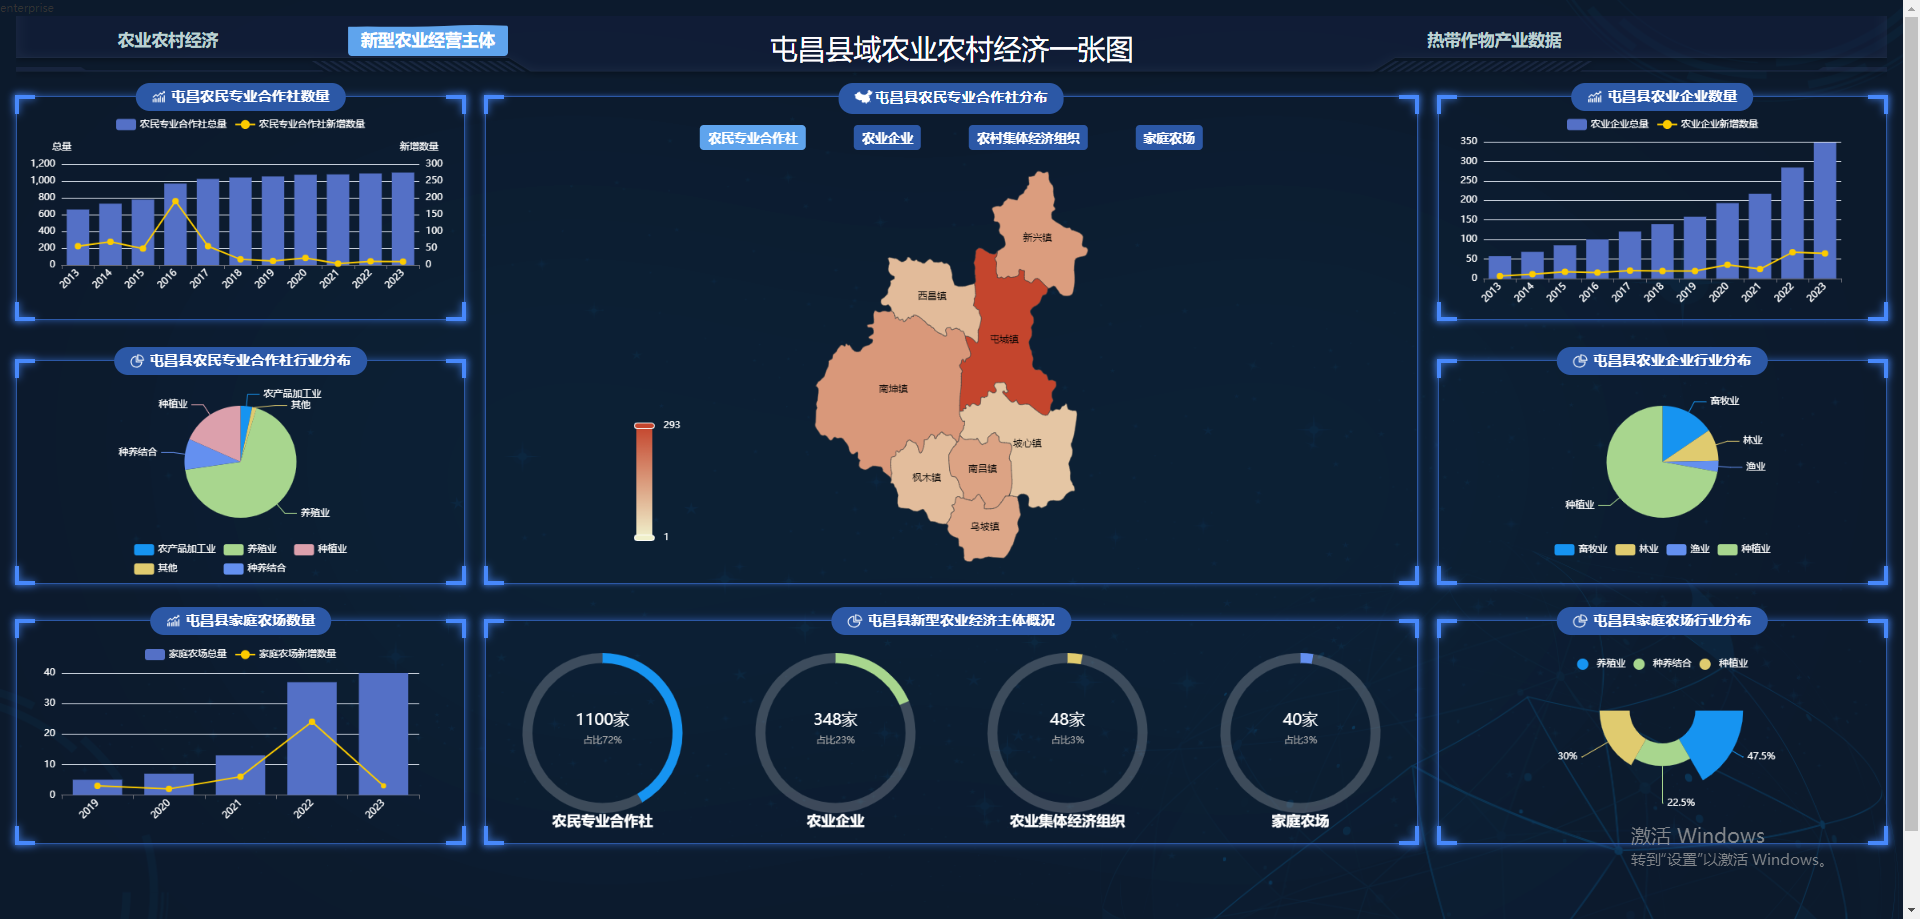 enterprise
农业农村经济
新型农业经营主体
屯昌县域农业农村经济一张图
热带作物产业数据
屯昌农民专业合作社数量
农民专业合作社总量 农民专业合作社新增数量
总量 新增数量
1,200 300
1,000 250
800 200
600 150
400 100
200 50
0 0
2013 2014 2015 2016 2017 2018 2019 2020 2021 2022 2023
屯昌县农民专业合作社分布
农民专业合作社 农业企业 农村集体经济组织 家庭农场
新兴镇
西昌镇
屯城镇
南坤镇
坡心镇
南吕镇
枫木镇
乌坡镇
293
1
屯昌县农业企业数量
农业企业总量 农业企业新增数量
350
300
250
200
150
100
50
0
2013 2014 2015 2016 2017 2018 2019 2020 2021 2022 2023
屯昌县农民专业合作社行业分布
农产品加工业
其他
种植业
种养结合
养殖业
农产品加工业 养殖业 种植业
其他 种养结合
屯昌县农业企业行业分布
畜牧业
林业
渔业
种植业
畜牧业 林业 渔业 种植业
屯昌县家庭农场数量
家庭农场总量 家庭农场新增数量
40
30
20
10
0
2019 2020 2021 2022 2023
屯昌县新型农业经济主体概况
1100家 348家 48家 40家
占比72% 占比23% 占比3% 占比3%
农民专业合作社 农业企业 农业集体经济组织 家庭农场
屯昌县家庭农场行业分布
养殖业 种养结合 种植业
30% 47.5%
22.5%
激活 Windows
转到"设置"以激活 Windows。